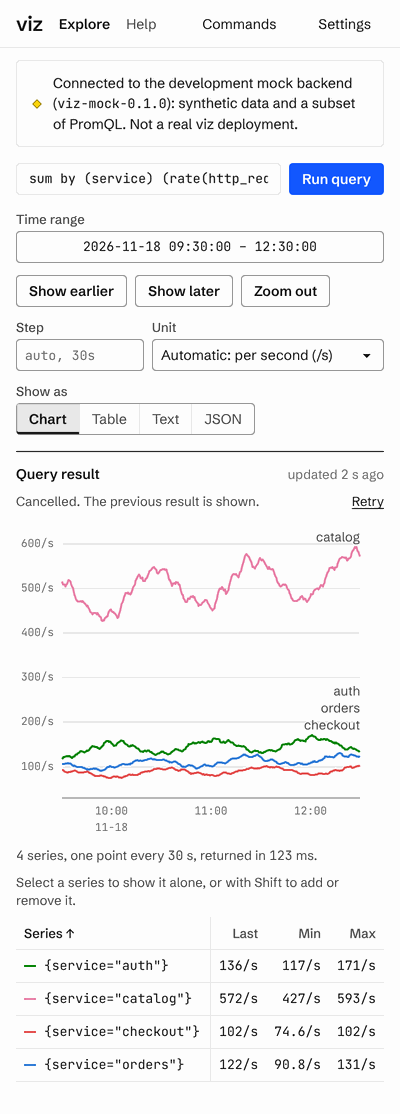 viz Explore Help Commands Settings
Connected to the development mock backend
(viz-mock-0.1.0): synthetic data and a subset
of PromQL. Not a real viz deployment.
sum by (service) (rate(http_rec
Run query
Time range
2026-11-18 09:30:00 – 12:30:00
Show earlier
Show later
Zoom out
Step
Unit
auto, 30s
Automatic: per second (/s)
Show as
Chart
Table
Text
JSON
Query result
updated 2 s ago
Cancelled. The previous result is shown.
Retry
600/s
500/s
400/s
300/s
200/s
100/s
catalog
auth
orders
checkout
10:00
11-18
11:00
12:00
4 series, one point every 30 s, returned in 123 ms.
Select a series to show it alone, or with Shift to add or
remove it.
Series ↑ Last Min Max
{service="auth"} 136/s 117/s 171/s
{service="catalog"} 572/s 427/s 593/s
{service="checkout"} 102/s 74.6/s 102/s
{service="orders"} 122/s 90.8/s 131/s